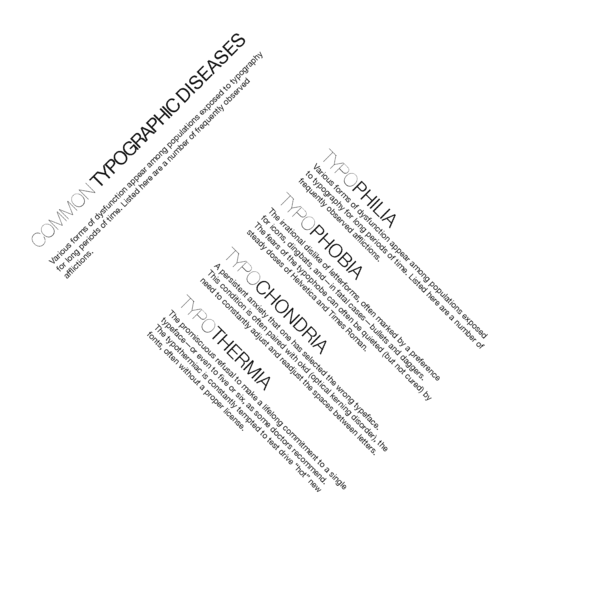 COMMON TYPOGRAPHIC DISEASES
Various forms of dysfunction appear among populations exposed to typography
for long periods of time. Listed here are a number of frequently observed
afflictions.
TYPOPHILIA
Various forms of dysfunction appear among populations exposed
to typography for long periods of time. Listed here are a number of
frequently observed afflictions.
TYPOPHOBIA
The irrational dislike of letterforms, often marked by a preference
for icons, dingbats, and—in fatal cases—bullets and daggers.
The fears of the typophobe can often be quieted (but not cured) by
steady doses of Helvetica and Times Roman.
TYPOCHONDRIA
A persistent anxiety that one has selected the wrong typeface.
This condition is often paired with okd (optical kerning disorder), the
need to constantly adjust and readjust the spaces between letters.
TYPOTHERMIA
The promiscuous refusal to make a lifelong commitment to a single
typeface—or even to five or six, as some doctors recommend.
The typothermiac is constantly tempted to test drive "hot" new
fonts, often without a proper license.